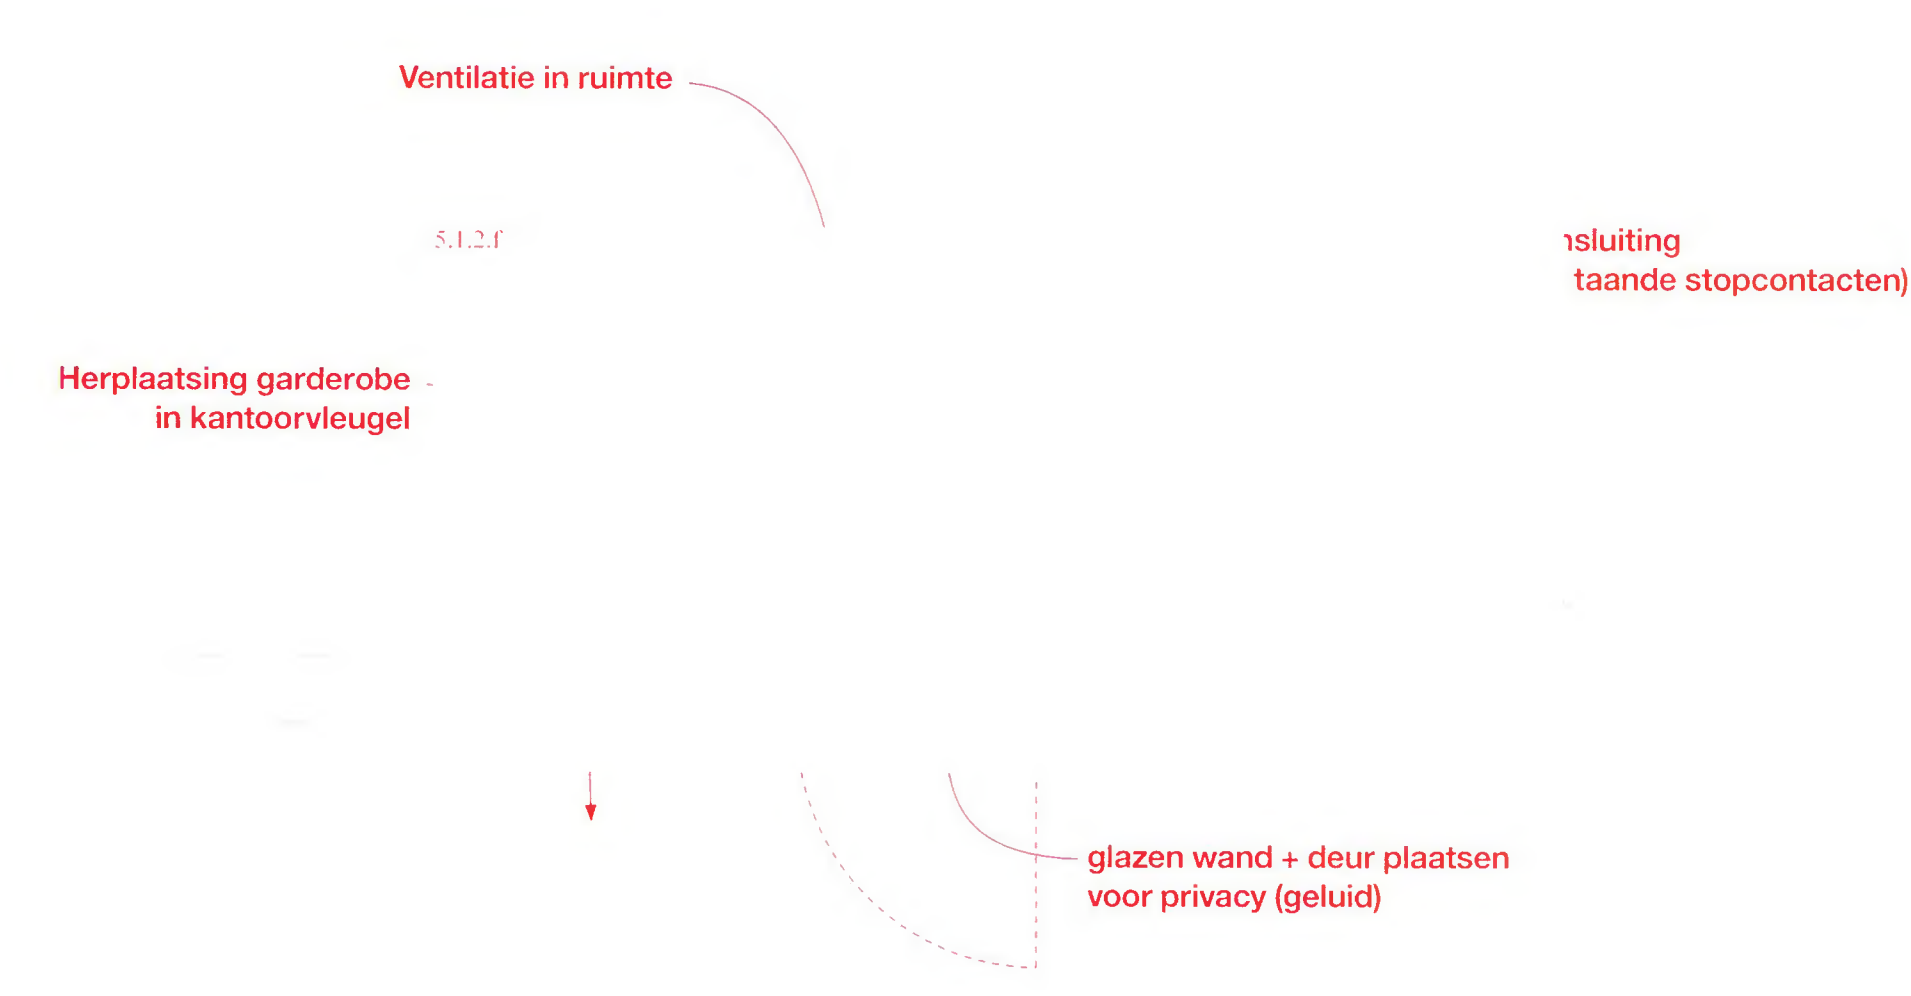 Ventilatie in ruimte
5.1.2.f
nsluiting
taande stopcontacten)
Herplaatsing garderobe
in kantoorvleugel
glazen wand + deur plaatsen
voor privacy (geluid)